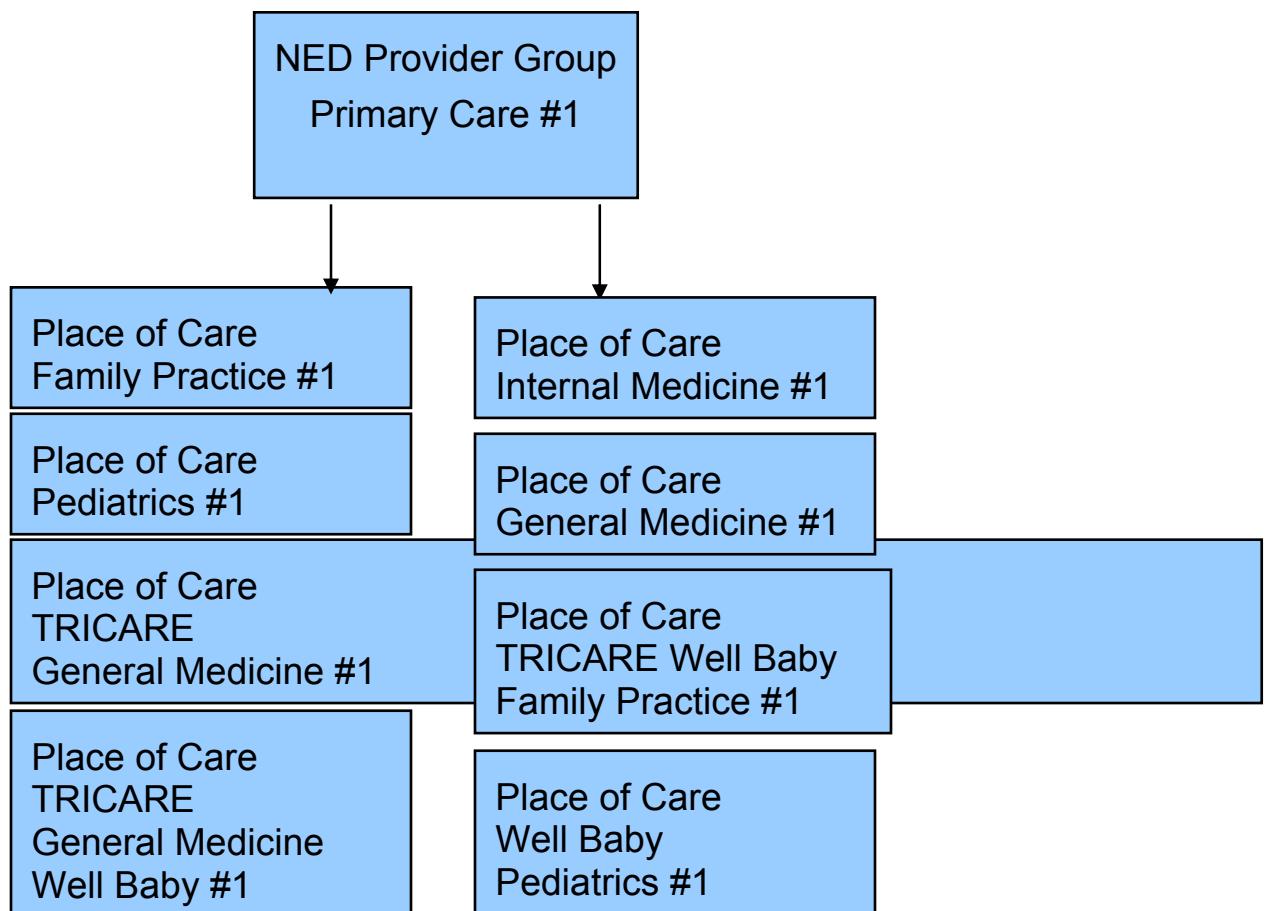 NED Provider Group
Primary Care #1
Place of Care
Family Practice #1
Place of Care
Pediatrics #1
Place of Care
TRICARE
General Medicine #1
Place of Care
TRICARE
General Medicine
Well Baby #1
Place of Care
Internal Medicine #1
Place of Care
General Medicine #1
Place of Care
TRICARE Well Baby
Family Practice #1
Place of Care
Well Baby
Pediatrics #1